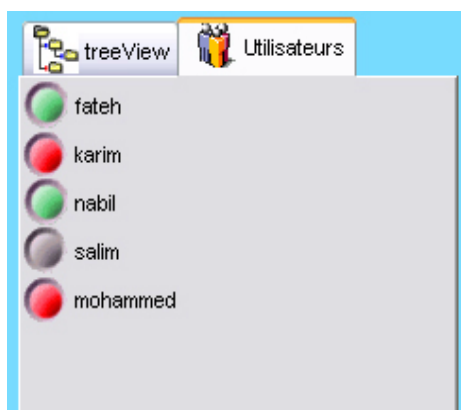 treeView Utilisateurs
fateh
karim
nabil
salim
mohammed